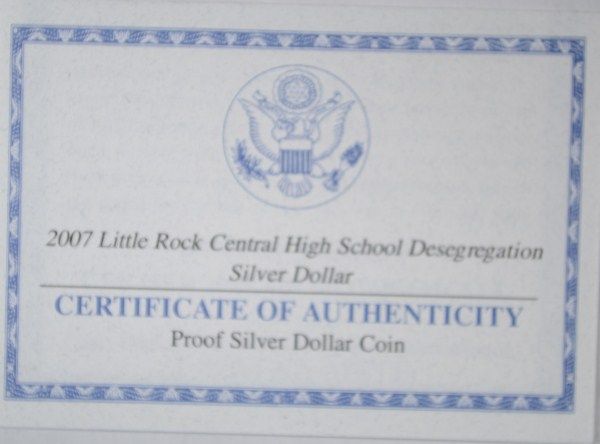 2007 Little Rock Central High School Desegregation
Silver Dollar
CERTIFICATE OF AUTHENTICITY
Proof Silver Dollar Coin